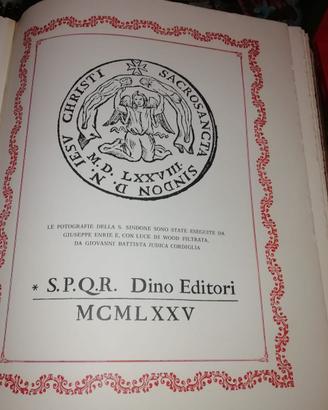 SACROSANCTA
SINDON D. N. IESV CHRISTI
M.D. LXXVIII
LE FOTOGRAFIE DELLA S. SINDONE SONO STATE ESEGUITE DA
GIUSEPPE ENRIE E, CON LUCE DI WOOD FILTRATA,
DA GIOVANNI BATTISTA JUDICA CORDIGLIA
* S.P.Q.R. Dino Editori
MCMLXXV